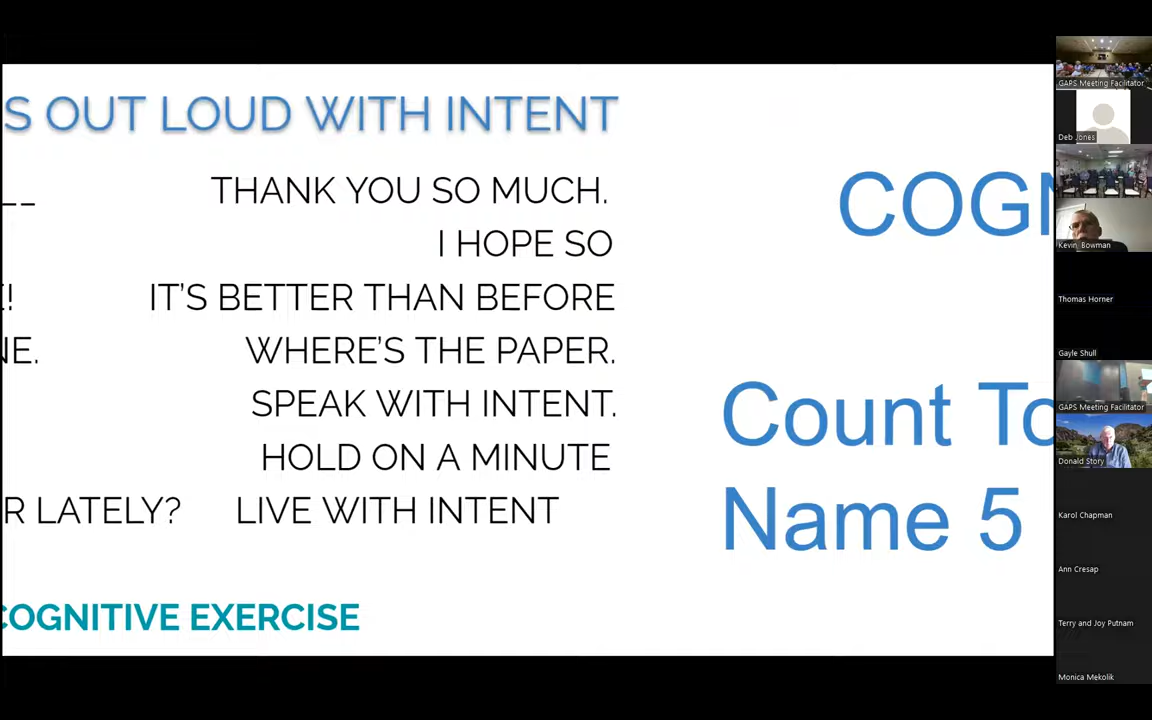 S OUT LOUD WITH INTENT
__ THANK YOU SO MUCH.
I HOPE SO
E! IT'S BETTER THAN BEFORE
NE. WHERE'S THE PAPER.
SPEAK WITH INTENT.
HOLD ON A MINUTE
R LATELY? LIVE WITH INTENT
COGNITIVE EXERCISE
COGN
Count To
Name 5
GAPS Meeting Facilitator
Deb Jones
Kevin_Bowman
Thomas Horner
Gayle Shull
GAPS Meeting Facilitator
Donald Story
Karol Chapman
Ann Cresap
Terry and Joy Putnam
Monica Mekolik